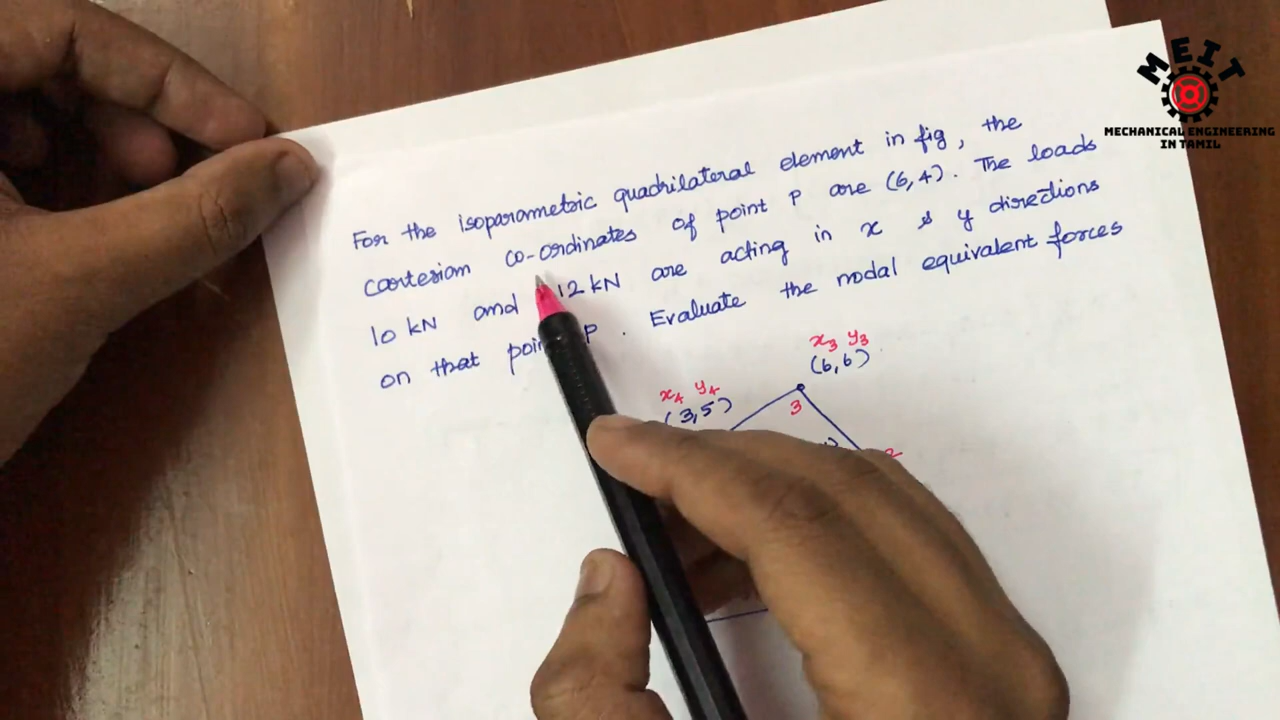 MEIT
MECHANICAL ENGINEERING
IN TAMIL
For the isoparametric quadrilateral element in fig, the
cartesian co-ordinates of point P are (6,4). The loads
10 kN and 12 kN are acting in x & y directions
on that point P. Evaluate the nodal equivalent forces
x3 y3
(6,6)
x4 y4
(3,5)
3
2